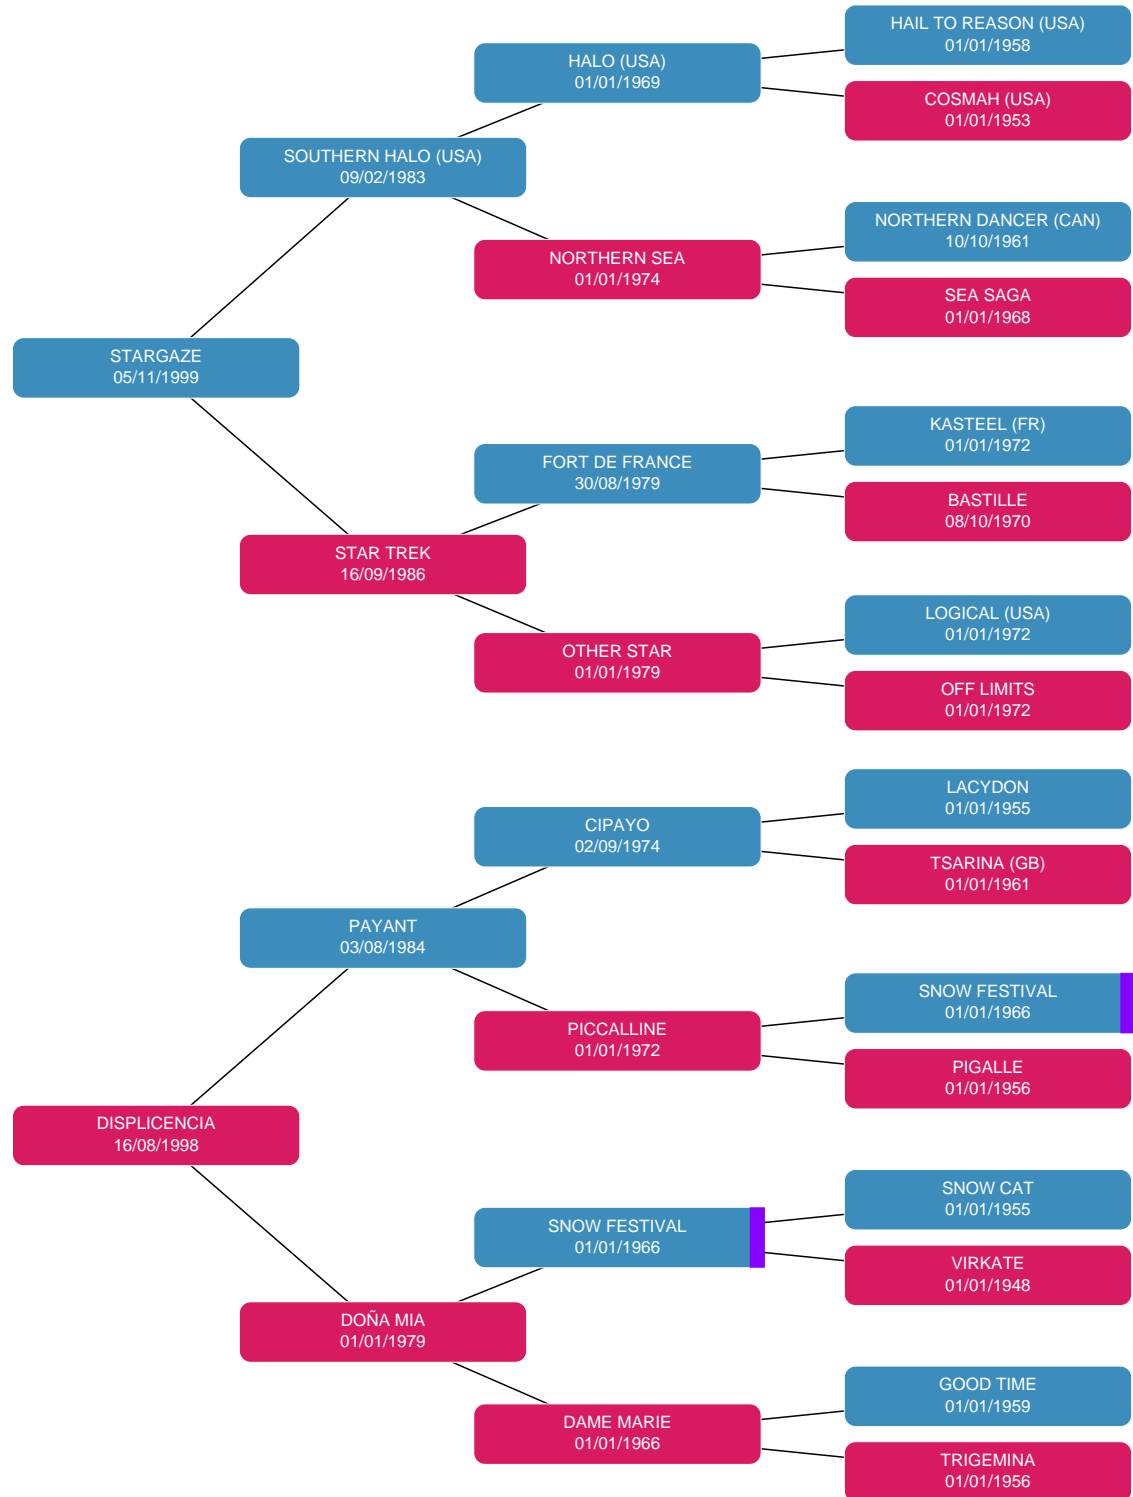 HAIL TO REASON (USA)
01/01/1958
HALO (USA)
01/01/1969
COSMAH (USA)
01/01/1953
SOUTHERN HALO (USA)
09/02/1983
NORTHERN DANCER (CAN)
10/10/1961
NORTHERN SEA
01/01/1974
SEA SAGA
01/01/1968
STARGAZE
05/11/1999
KASTEEL (FR)
01/01/1972
FORT DE FRANCE
30/08/1979
BASTILLE
08/10/1970
STAR TREK
16/09/1986
LOGICAL (USA)
01/01/1972
OTHER STAR
01/01/1979
OFF LIMITS
01/01/1972
LACYDON
01/01/1955
CIPAYO
02/09/1974
TSARINA (GB)
01/01/1961
PAYANT
03/08/1984
SNOW FESTIVAL
01/01/1966
PICCALLINE
01/01/1972
PIGALLE
01/01/1956
DISPLICENCIA
16/08/1998
SNOW CAT
01/01/1955
SNOW FESTIVAL
01/01/1966
VIRKATE
01/01/1948
DOÑA MIA
01/01/1979
GOOD TIME
01/01/1959
DAME MARIE
01/01/1966
TRIGEMINA
01/01/1956